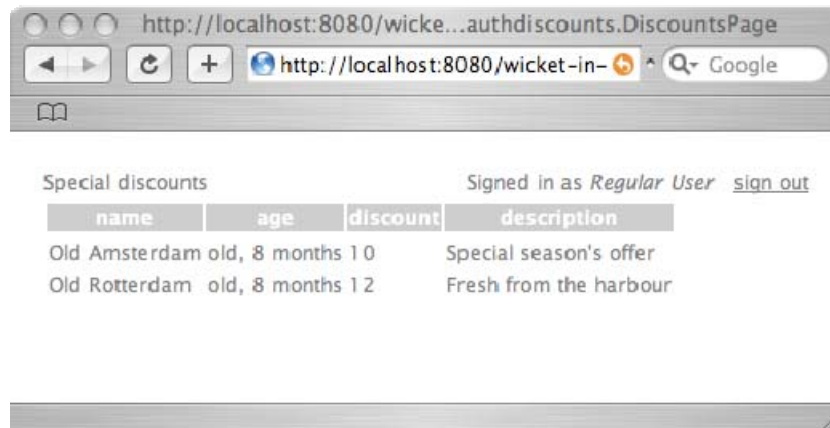 http://localhost:8080/wicke...authdiscounts.DiscountsPage
http://localhost:8080/wicket-in- Google
Special discounts Signed in as Regular User sign out
name age discount description
Old Amsterdam old, 8 months 10 Special season's offer
Old Rotterdam old, 8 months 12 Fresh from the harbour